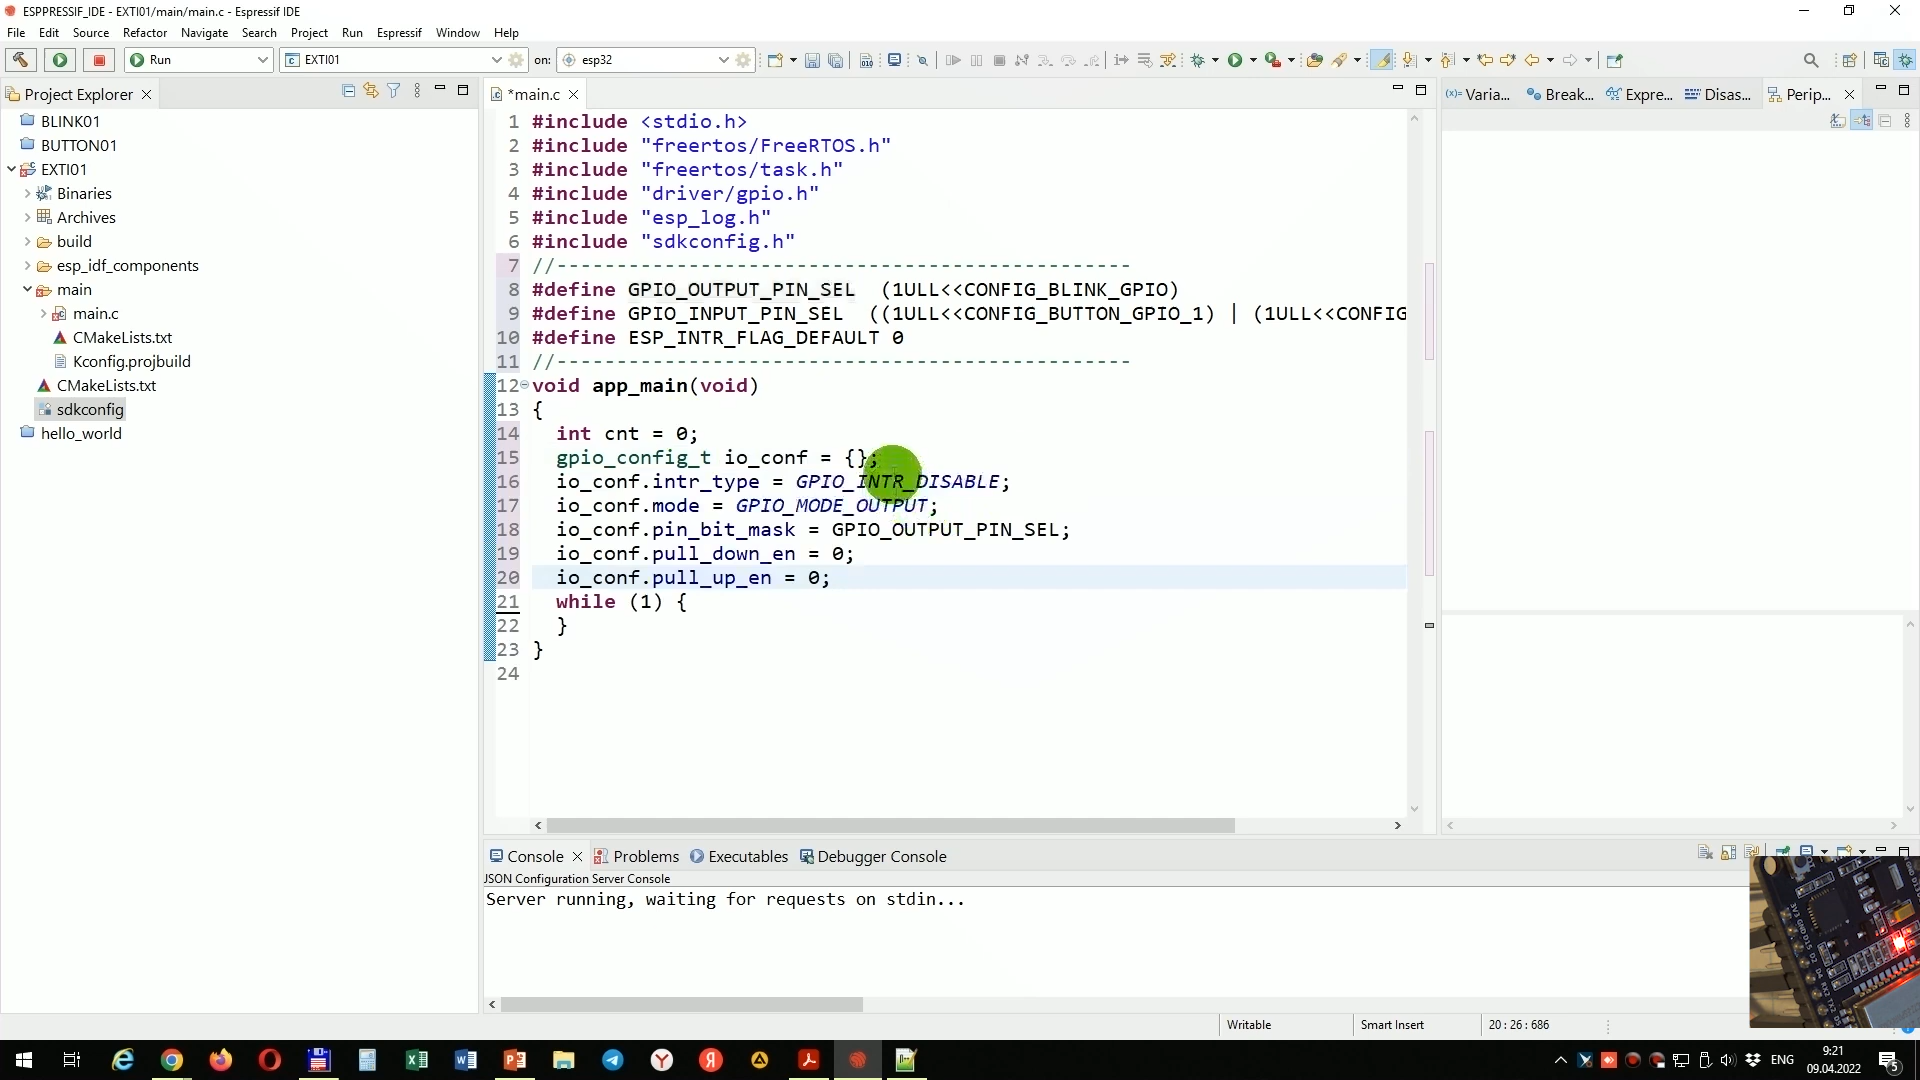 ESPPRESSIF_IDE - EXTI01/main/main.c - Espressif IDE
File Edit Source Refactor Navigate Search Project Run Espressif Window Help
Run EXTI01 on: esp32
Project Explorer
BLINK01
BUTTON01
EXTI01
Binaries
Archives
build
esp_idf_components
main
main.c
CMakeLists.txt
Kconfig.projbuild
CMakeLists.txt
sdkconfig
hello_world
*main.c
1 #include <stdio.h>
2 #include "freertos/FreeRTOS.h"
3 #include "freertos/task.h"
4 #include "driver/gpio.h"
5 #include "esp_log.h"
6 #include "sdkconfig.h"
7 //------------------------------------------------
8 #define GPIO_OUTPUT_PIN_SEL  (1ULL<<CONFIG_BLINK_GPIO)
9 #define GPIO_INPUT_PIN_SEL  ((1ULL<<CONFIG_BUTTON_GPIO_1) | (1ULL<<CONFIG
10 #define ESP_INTR_FLAG_DEFAULT 0
11 //------------------------------------------------
12 void app_main(void)
13 {
14   int cnt = 0;
15   gpio_config_t io_conf = {};
16   io_conf.intr_type = GPIO_INTR_DISABLE;
17   io_conf.mode = GPIO_MODE_OUTPUT;
18   io_conf.pin_bit_mask = GPIO_OUTPUT_PIN_SEL;
19   io_conf.pull_down_en = 0;
20   io_conf.pull_up_en = 0;
21   while (1) {
22   }
23 }
24
Varia... Break... Expre... Disas... Perip...
Console Problems Executables Debugger Console
JSON Configuration Server Console
Server running, waiting for requests on stdin...
Writable Smart Insert 20 : 26 : 686
ENG 9:21
09.04.2022
5